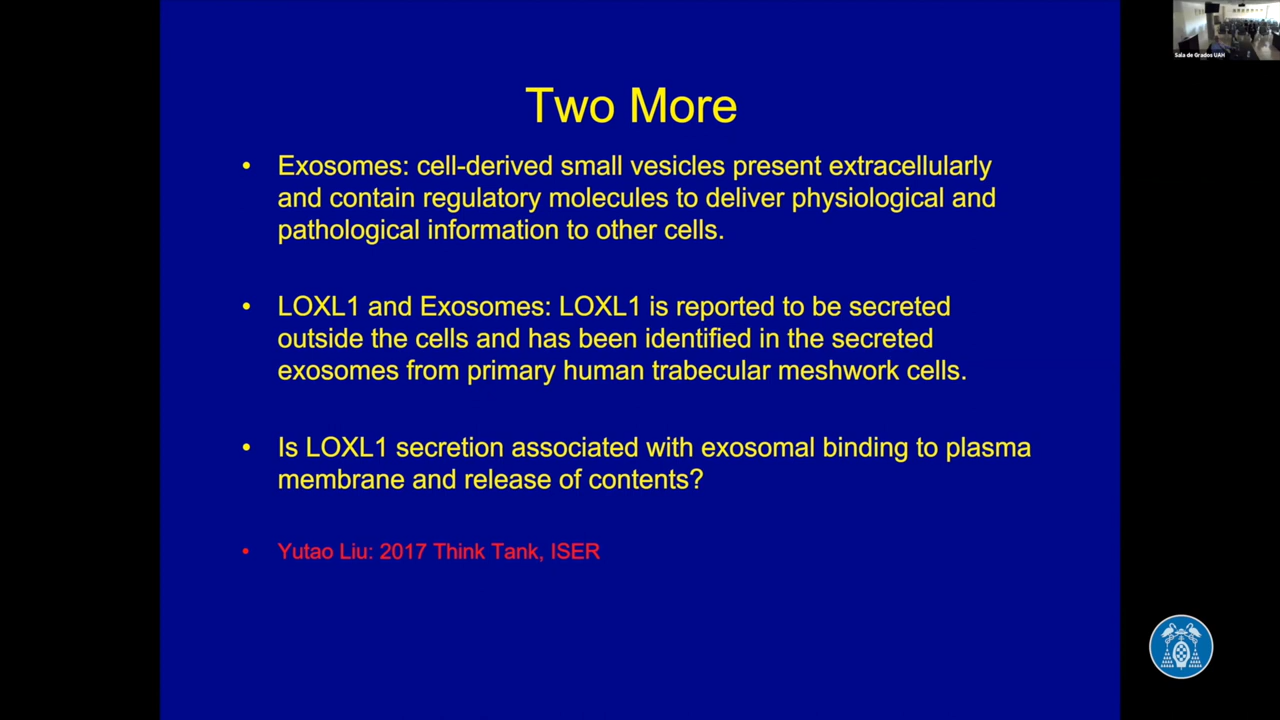 Sala de Grados UAH
Two More
• Exosomes: cell-derived small vesicles present extracellularly
and contain regulatory molecules to deliver physiological and
pathological information to other cells.
• LOXL1 and Exosomes: LOXL1 is reported to be secreted
outside the cells and has been identified in the secreted
exosomes from primary human trabecular meshwork cells.
• Is LOXL1 secretion associated with exosomal binding to plasma
membrane and release of contents?
• Yutao Liu: 2017 Think Tank, ISER